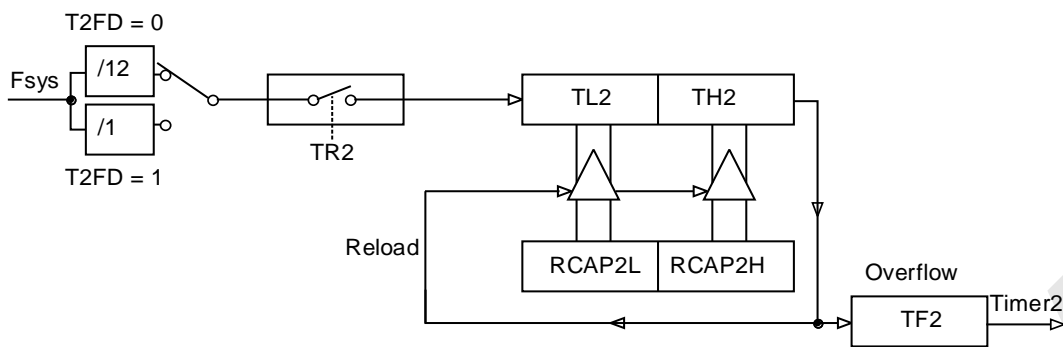 T2FD = 0
Fsys
/12
/1
T2FD = 1
TR2
TL2
TH2
Reload
RCAP2L
RCAP2H
Overflow
TF2
Timer2